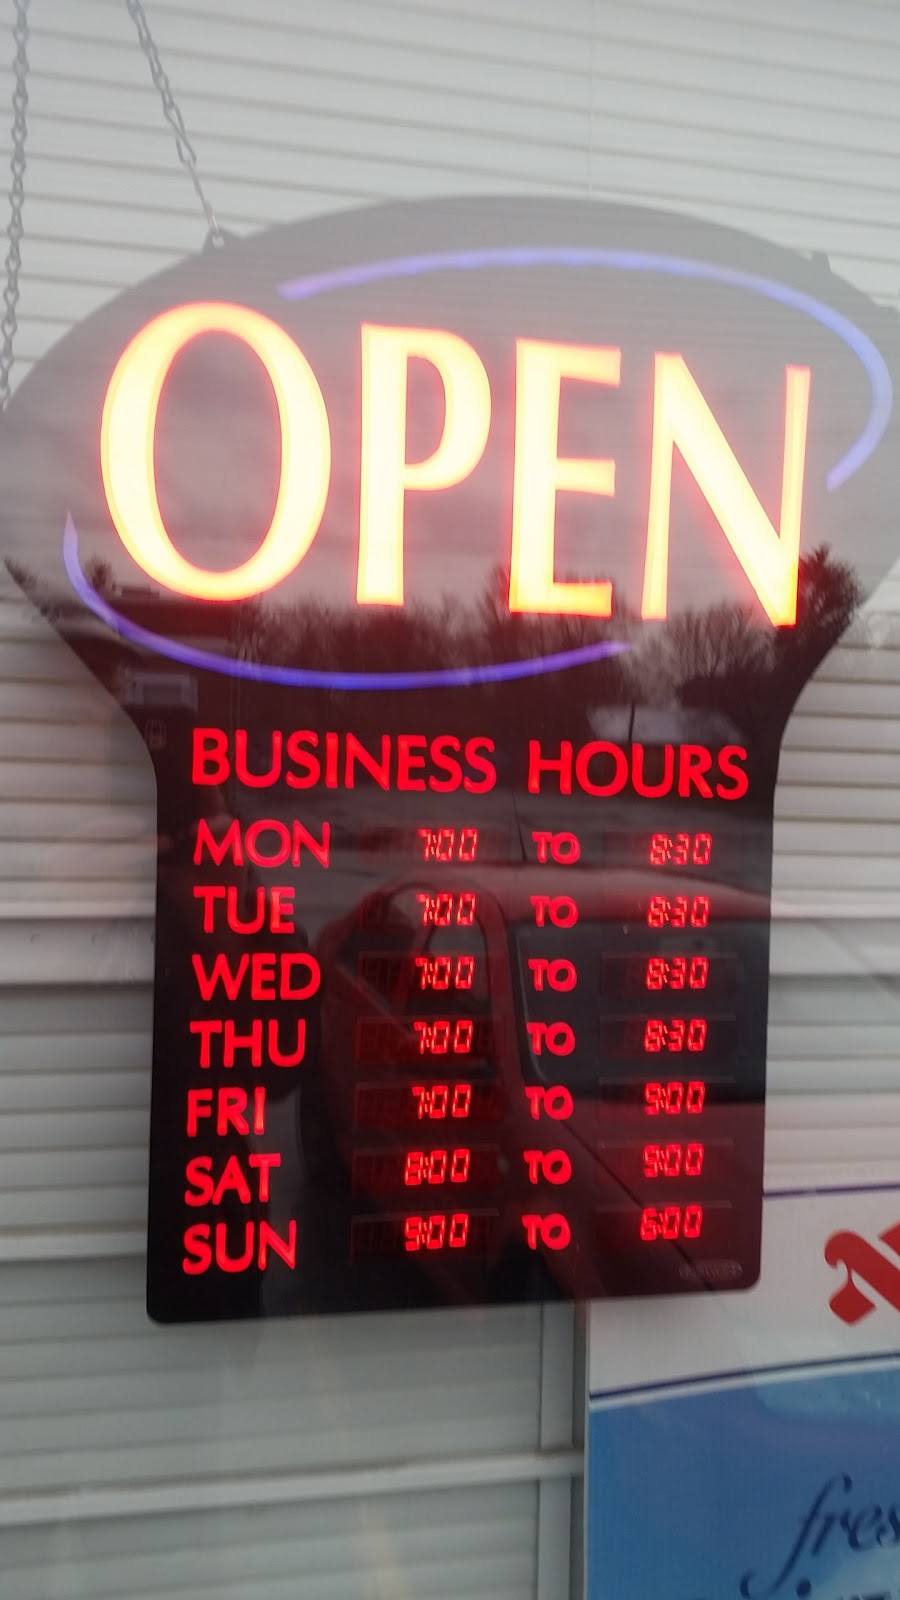 OPEN
BUSINESS HOURS
MON 7:00 TO 8:30
TUE 7:00 TO 8:30
WED 7:00 TO 8:30
THU 7:00 TO 8:30
FRI 7:00 TO 9:00
SAT 8:00 TO 9:00
SUN 9:00 TO 6:00